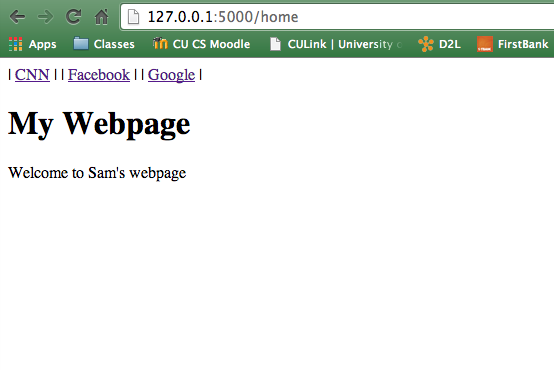 127.0.0.1:5000/home
Apps Classes CU CS Moodle CULink | University D2L FirstBank
| CNN | | Facebook | | Google |
My Webpage
Welcome to Sam's webpage